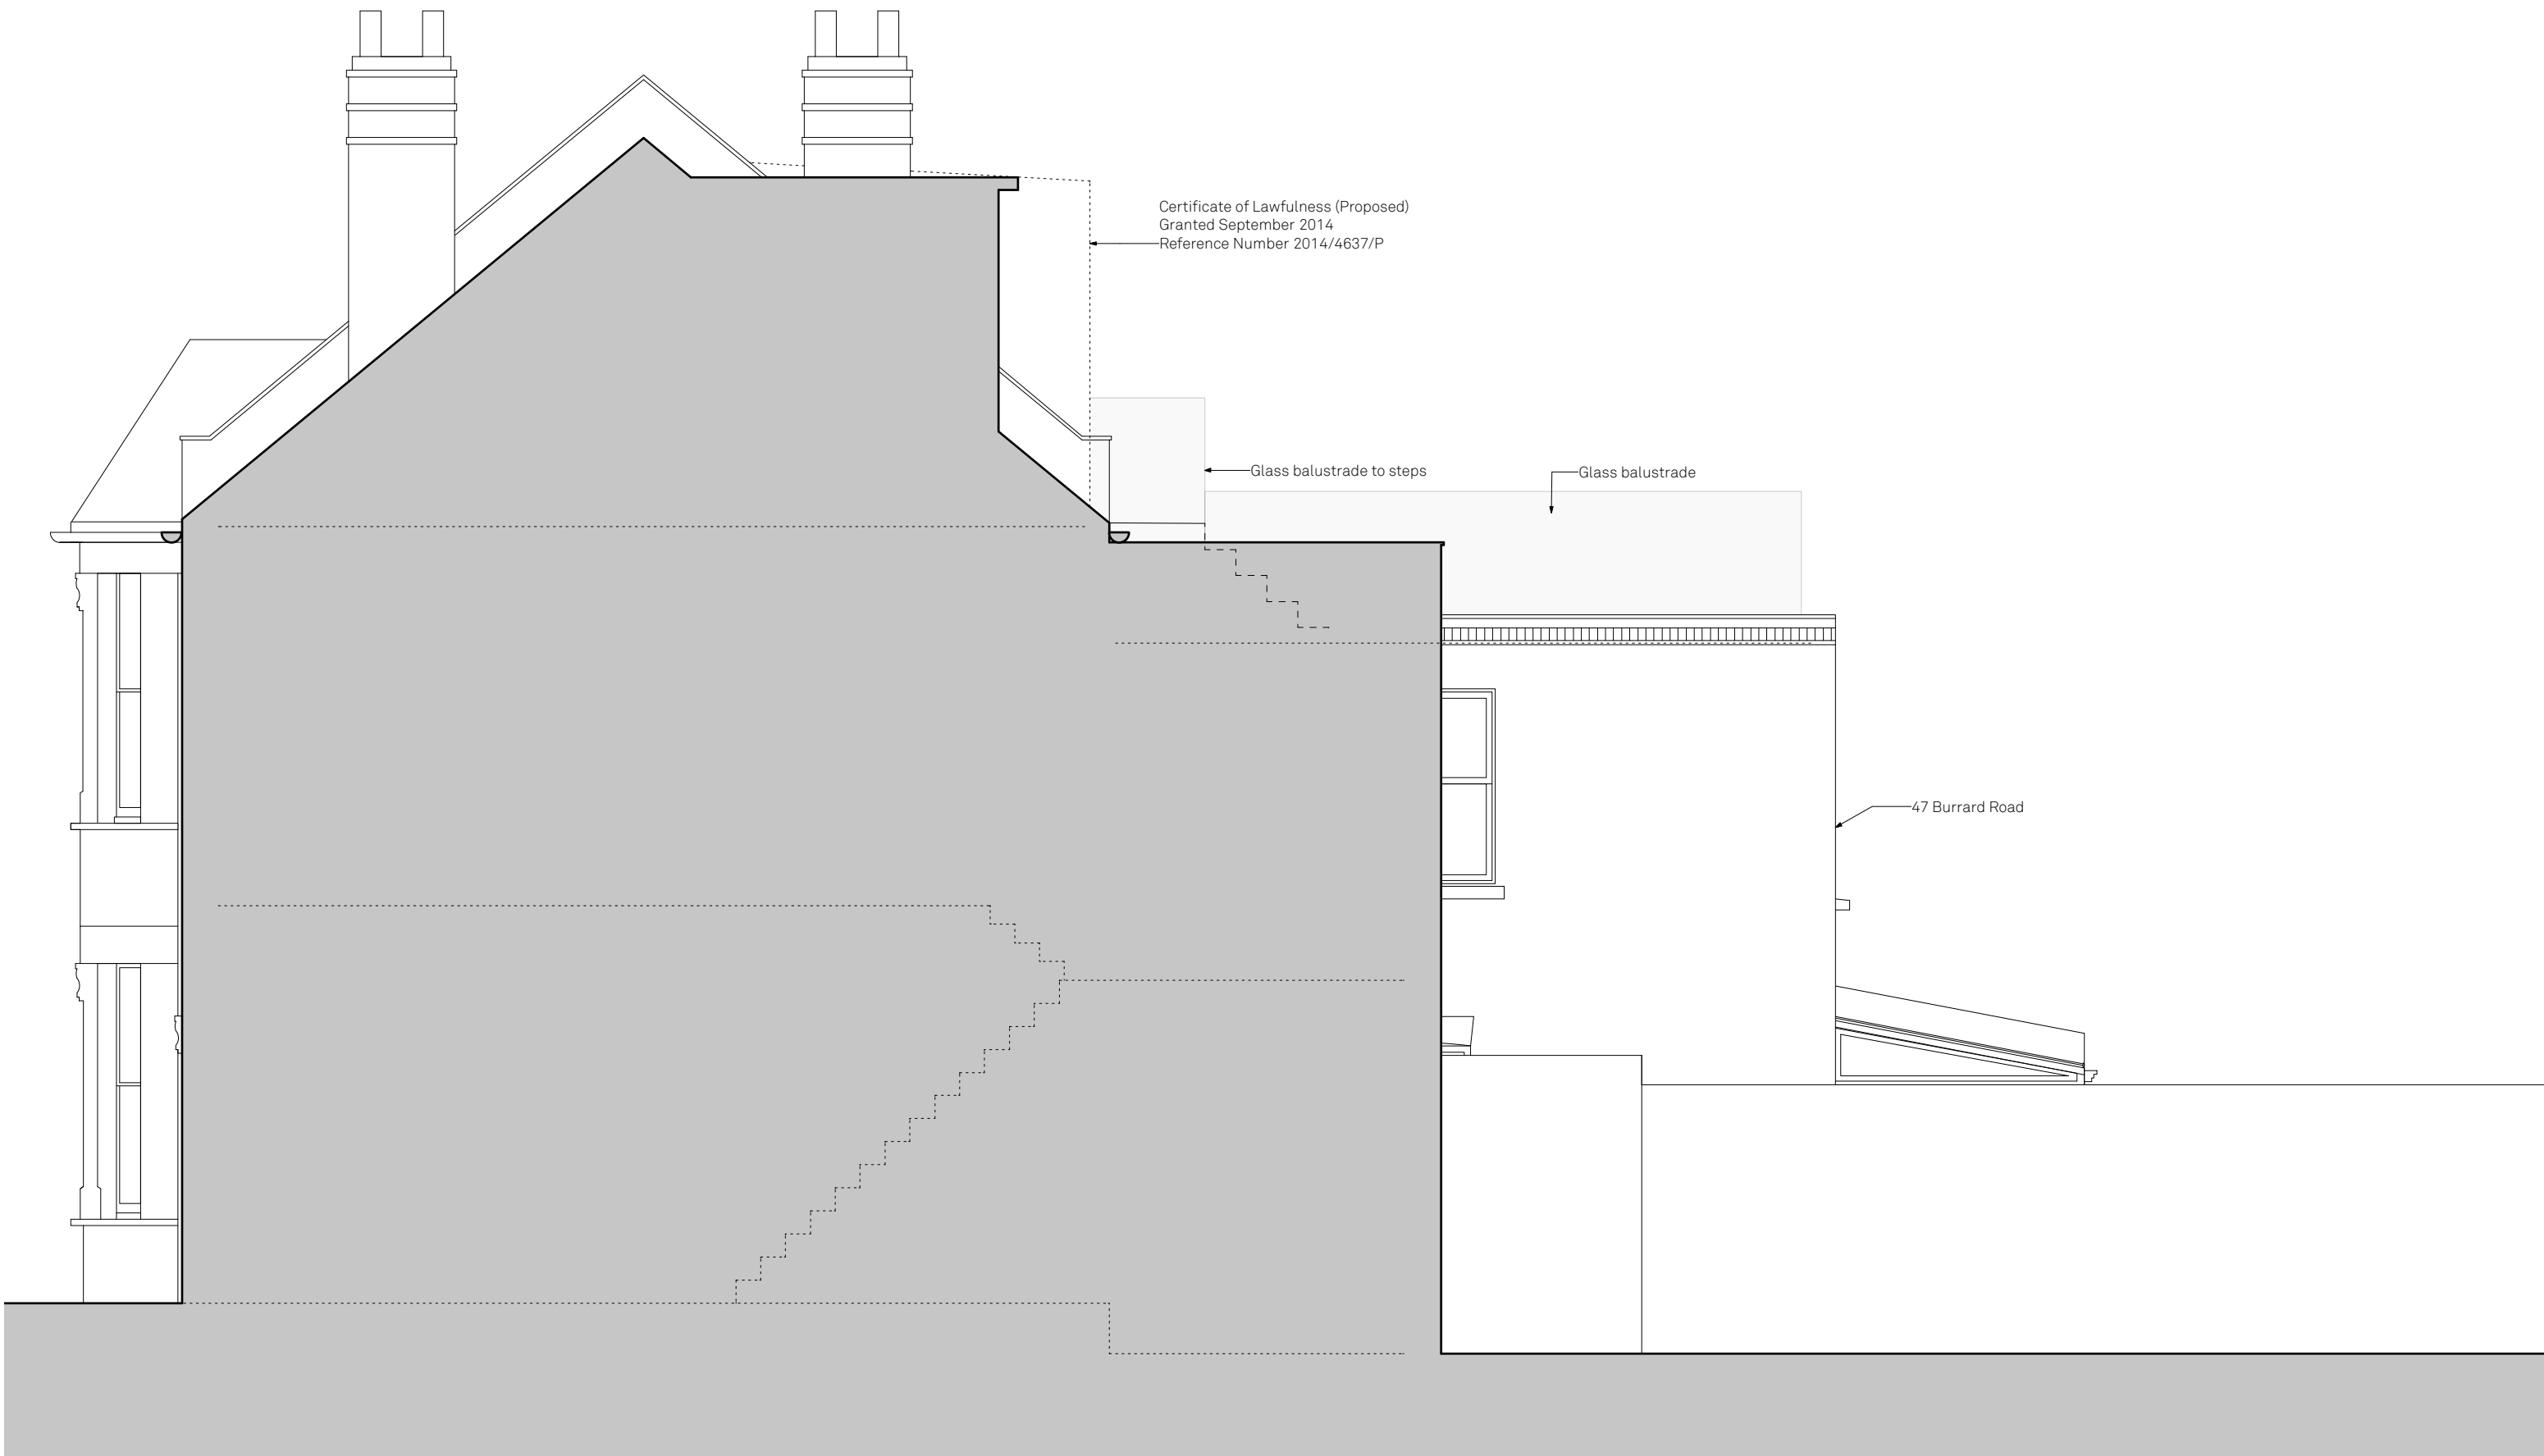 Certificate of Lawfulness (Proposed)
Granted September 2014
Reference Number 2014/4637/P
Glass balustrade to steps
Glass balustrade
47 Burrard Road